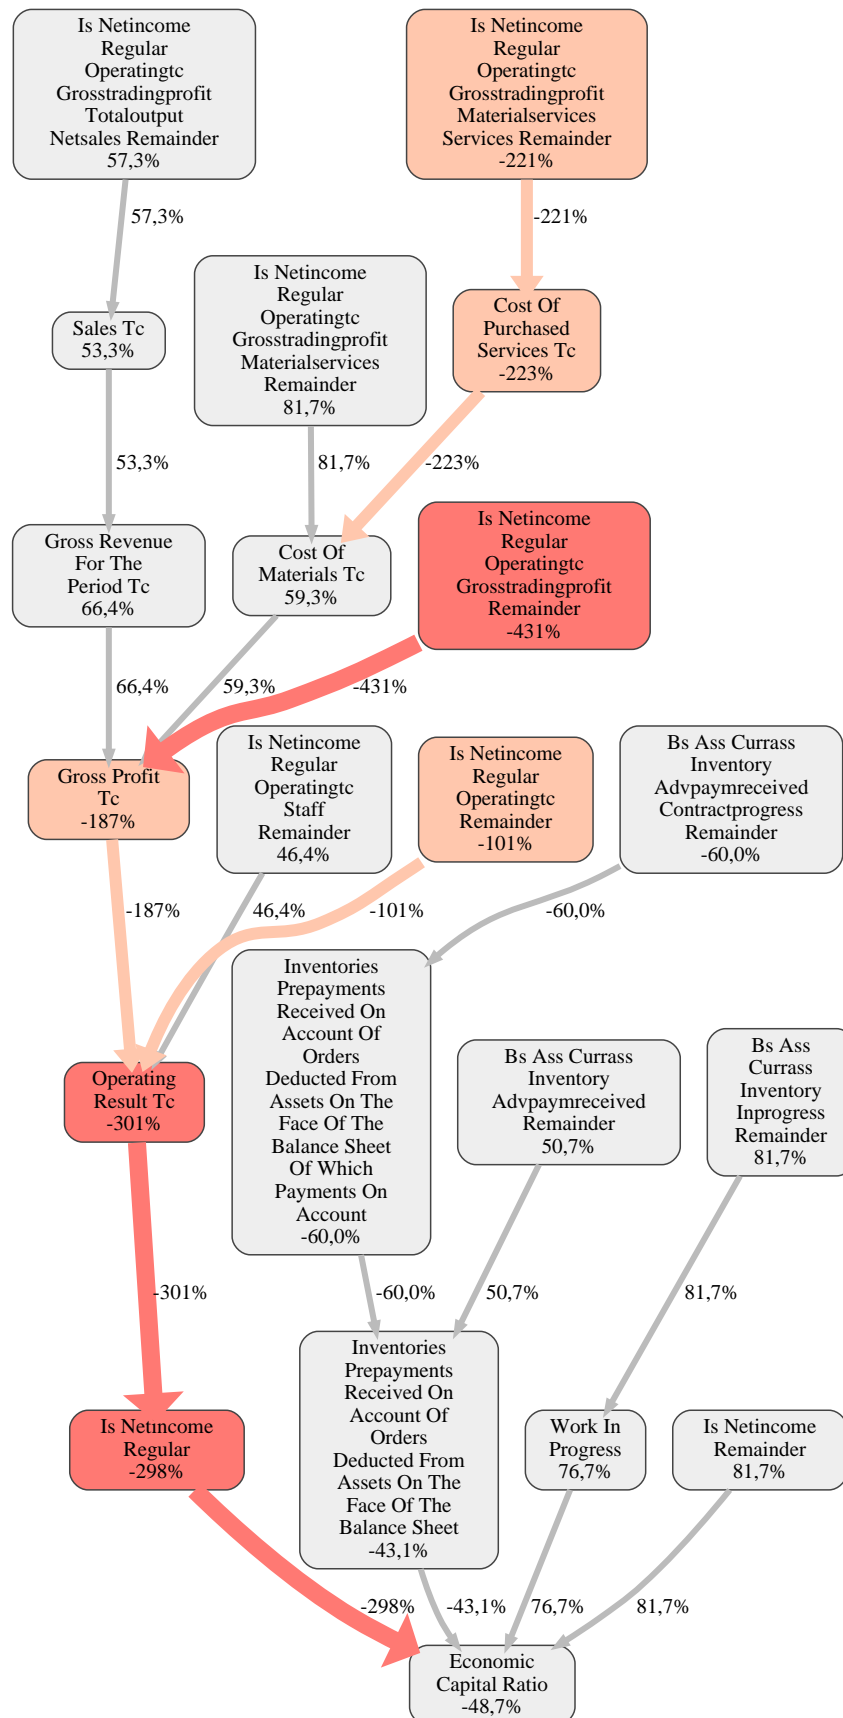 Is Netincome
Regular
Operatingtc
Grosstradingprofit
Totaloutput
Netsales Remainder
57,3%
Is Netincome
Regular
Operatingtc
Grosstradingprofit
Materialservices
Services Remainder
-221%
57,3%
-221%
Is Netincome
Regular
Operatingtc
Grosstradingprofit
Materialservices
Remainder
81,7%
Sales Tc
53,3%
Cost Of
Purchased
Services Tc
-223%
53,3%
81,7%
-223%
Gross Revenue
For The
Period Tc
66,4%
Cost Of
Materials Tc
59,3%
Is Netincome
Regular
Operatingtc
Grosstradingprofit
Remainder
-431%
66,4%
59,3%
-431%
Gross Profit
Tc
-187%
Is Netincome
Regular
Operatingtc
Staff
Remainder
46,4%
Is Netincome
Regular
Operatingtc
Remainder
-101%
Bs Ass Currass
Inventory
Advpaymreceived
Contractprogress
Remainder
-60,0%
-187%
46,4%
-101%
-60,0%
Inventories
Prepayments
Received On
Account Of
Orders
Deducted From
Assets On The
Face Of The
Balance Sheet
Of Which
Payments On
Account
-60,0%
Operating
Result Tc
-301%
Bs Ass Currass
Inventory
Advpaymreceived
Remainder
50,7%
Bs Ass
Currass
Inventory
Inprogress
Remainder
81,7%
-301%
-60,0%
50,7%
81,7%
Is Netincome
Regular
-298%
Inventories
Prepayments
Received On
Account Of
Orders
Deducted From
Assets On The
Face Of The
Balance Sheet
-43,1%
Work In
Progress
76,7%
Is Netincome
Remainder
81,7%
-298%
-43,1%
76,7%
81,7%
Economic
Capital Ratio
-48,7%